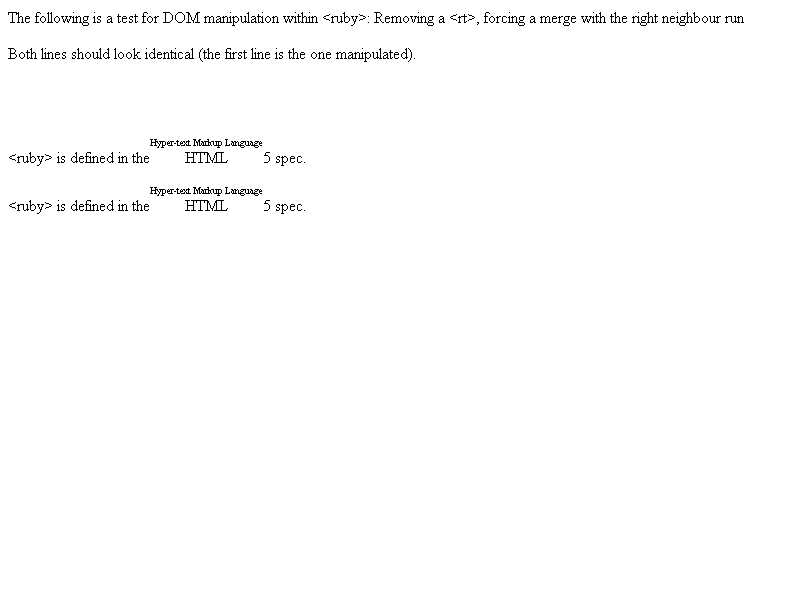 The following is a test for DOM manipulation within <ruby>: Removing a <rt>, forcing a merge with the right neighbour run
Both lines should look identical (the first line is the one manipulated).
Hyper-text Markup Language
<ruby> is defined in the HTML 5 spec.
Hyper-text Markup Language
<ruby> is defined in the HTML 5 spec.